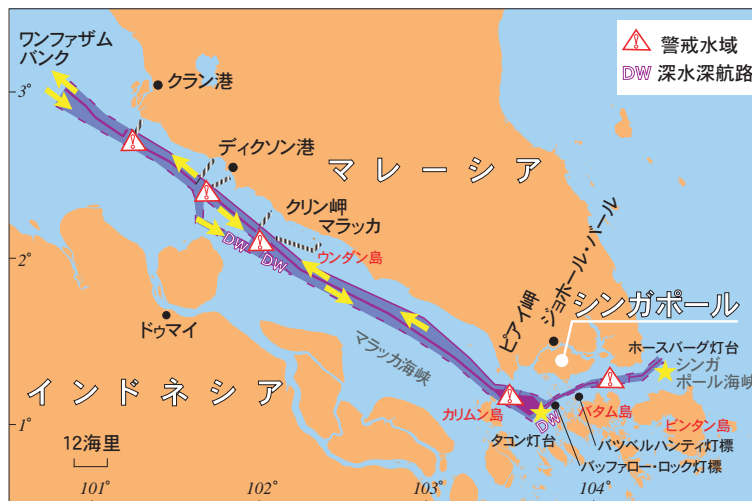 ワンファザム
バンク
クラン港
ディクソン港
クリン岬
マラッカ
ウンダン島
マレーシア
警戒水域
DW 深水深航路
DW
DW
ドゥマイ
マラッカ海峡
インドネシア
ピアイ岬
ジョホール・バール
シンガポール
ホースバーグ灯台
シンガ
ポール海峡
カリムン島
タコン灯台
DW
バタム島
ビンタン島
バツベルハンティ灯標
バッファロー・ロック灯標
12海里
3°
2°
1°
101°
102°
103°
104°